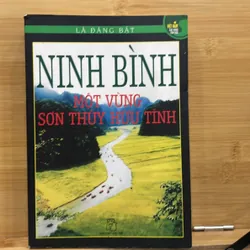 LÃ ĐĂNG BẬT
NINH BÌNH
MỘT VÙNG
SƠN THỦY HỮU TÌNH